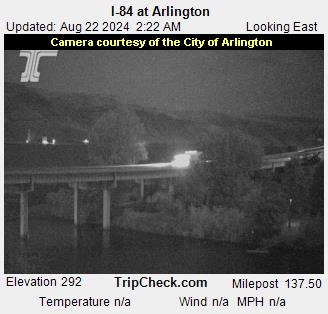 I-84 at Arlington
Updated: Aug 22 2024 2:22 AM Looking East
Camera courtesy of the City of Arlington
Elevation 292 TripCheck.com Milepost 137.50
Temperature n/a Wind n/a MPH n/a